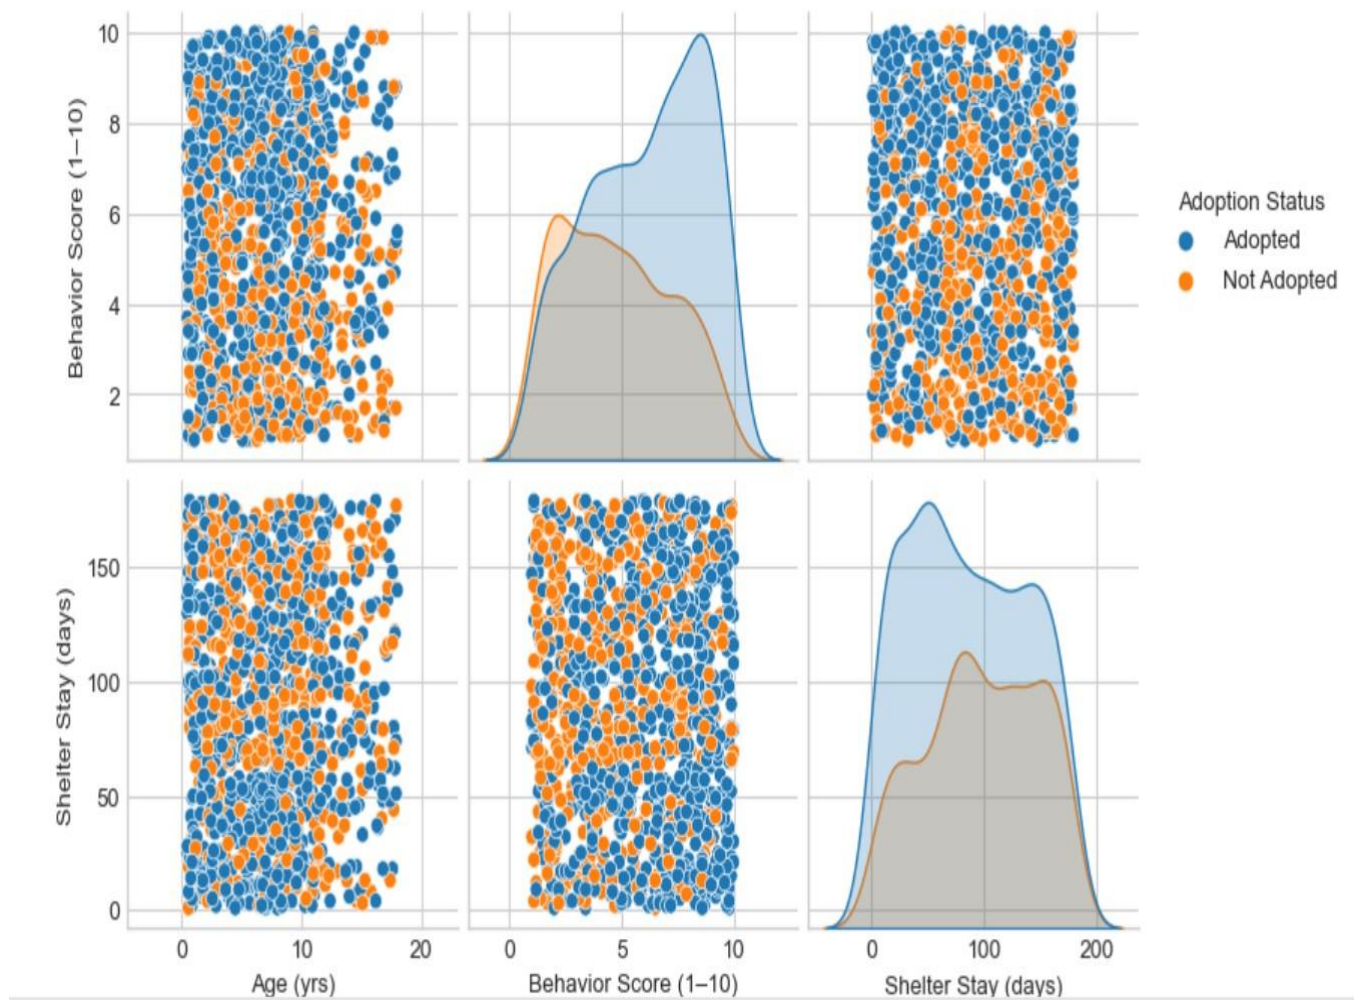 10
8
6
4
2
Behavior Score (1–10)
Adoption Status
Adopted
Not Adopted
150
100
50
0
Shelter Stay (days)
0 10 20
0 5 10
0 100 200
Age (yrs)
Behavior Score (1–10)
Shelter Stay (days)